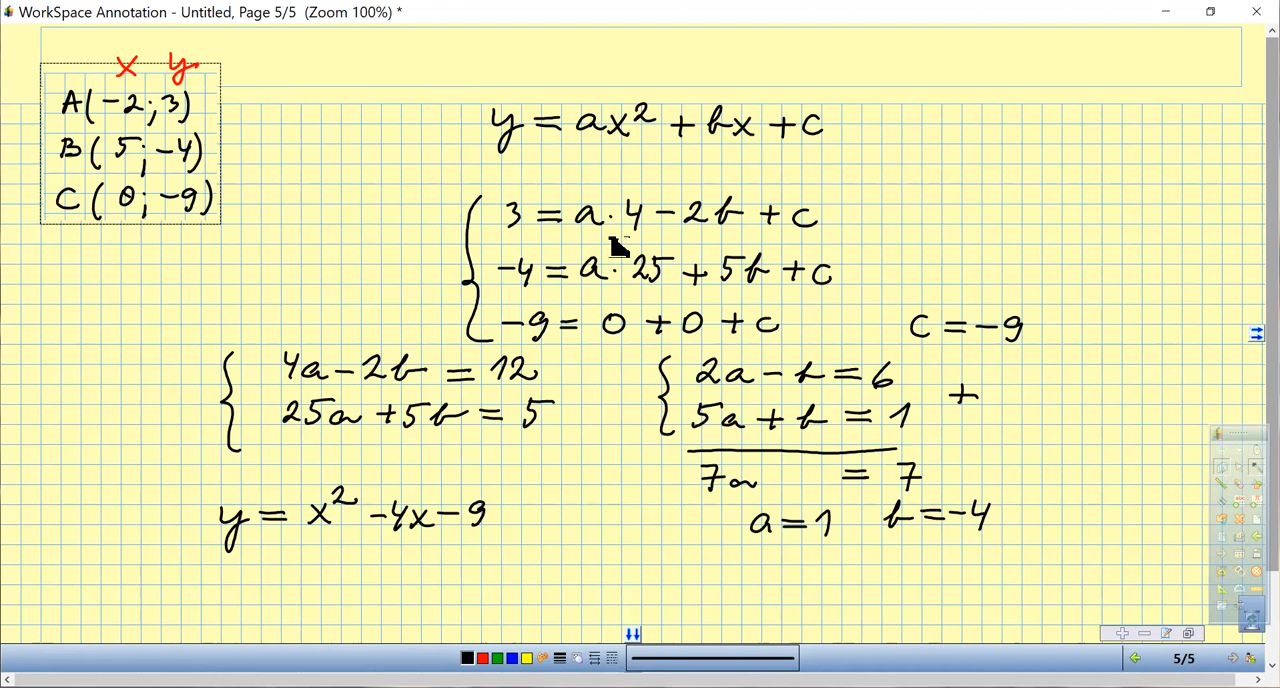 WorkSpace Annotation - Untitled, Page 5/5 (Zoom 100%) *
x y
A(-2;3)
B(5;-4)
C(0;-9)
y = ax² + bx + c
3 = a·4 - 2b + c
-4 = a·25 + 5b + c
-9 = 0 + 0 + c
c = -9
4a - 2b = 12
25a + 5b = 5
2a - b = 6
5a + b = 1
+
7a = 7
a = 1
b = -4
y = x² - 4x - 9
5/5